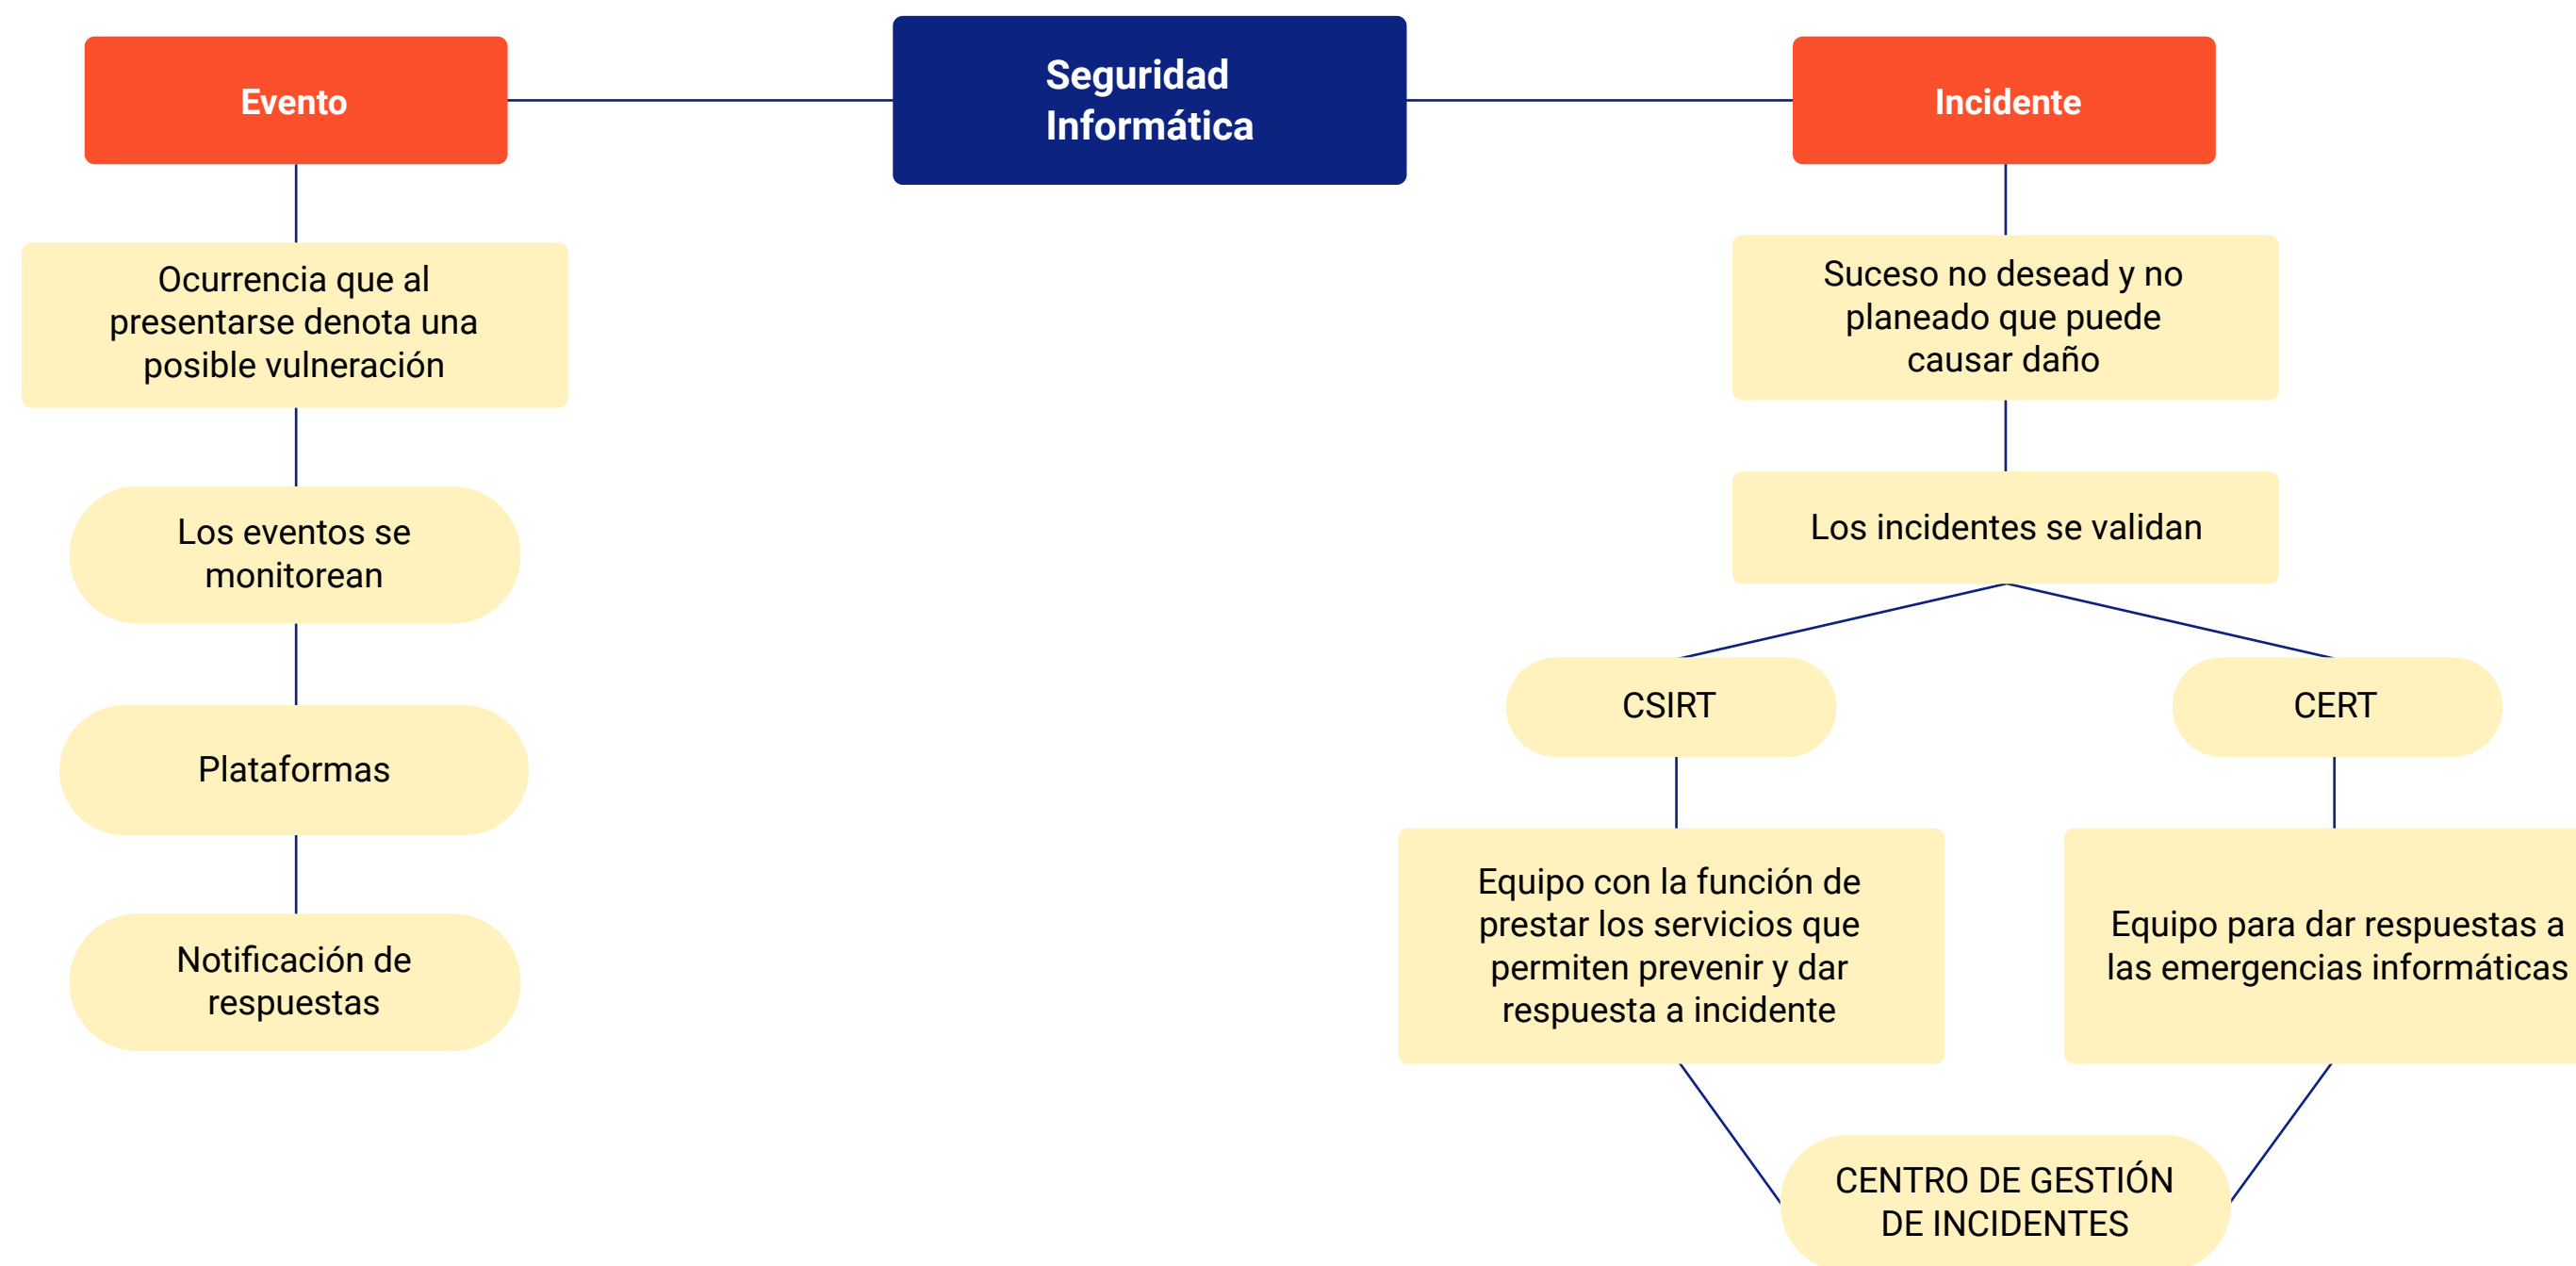 Seguridad
Informática
Evento
Incidente
Ocurrencia que al
presentarse denota una
posible vulneración
Los eventos se
monitorean
Plataformas
Notificación de
respuestas
Suceso no desead y no
planeado que puede
causar daño
Los incidentes se validan
CSIRT
CERT
Equipo con la función de
prestar los servicios que
permiten prevenir y dar
respuesta a incidente
Equipo para dar respuestas a
las emergencias informáticas
CENTRO DE GESTIÓN
DE INCIDENTES